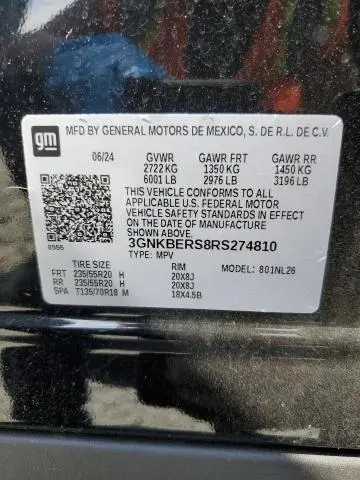 gm
MFD BY GENERAL MOTORS DE MEXICO, S. DE R.L. DE C.V.
06/24 GVWR GAWR FRT GAWR RR
2722 KG 1350 KG 1450 KG
6001 LB 2976 LB 3196 LB
THIS VEHICLE CONFORMS TO ALL
APPLICABLE U.S. FEDERAL MOTOR
VEHICLE SAFETY STANDARDS IN EFFECT
ON THE DATE OF MANUFACTURE SHOWN ABOVE.
3GNKBERS8RS274810
8555 TYPE: MPV
TIRE SIZE RIM MODEL: 801NL26
FRT 235/55R20 H 20X8J
RR 235/55R20 H 20X8J
SPA T135/70R18 M 18X4.5B